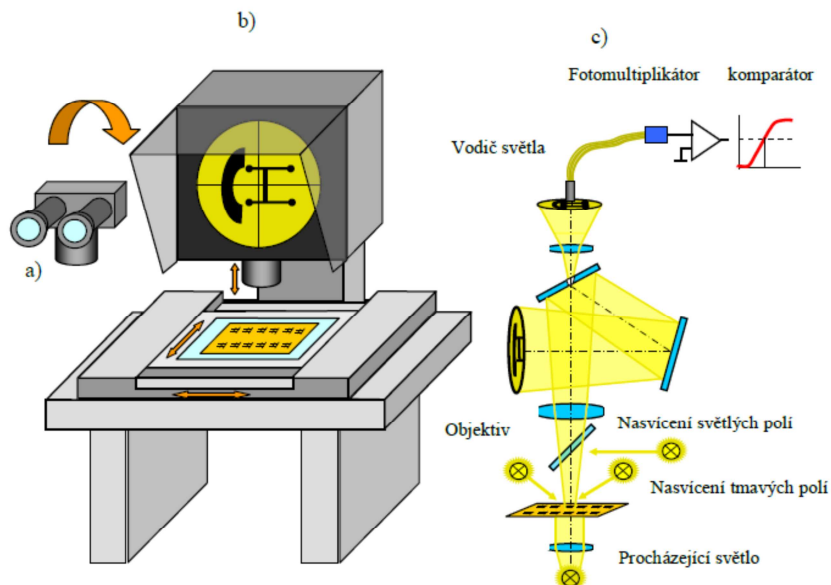 b)
c)
Fotomultiplikátor komparátor
Vodič světla
a)
Objektiv
Nasvícení světlých polí
Nasvícení tmavých polí
Procházející světlo